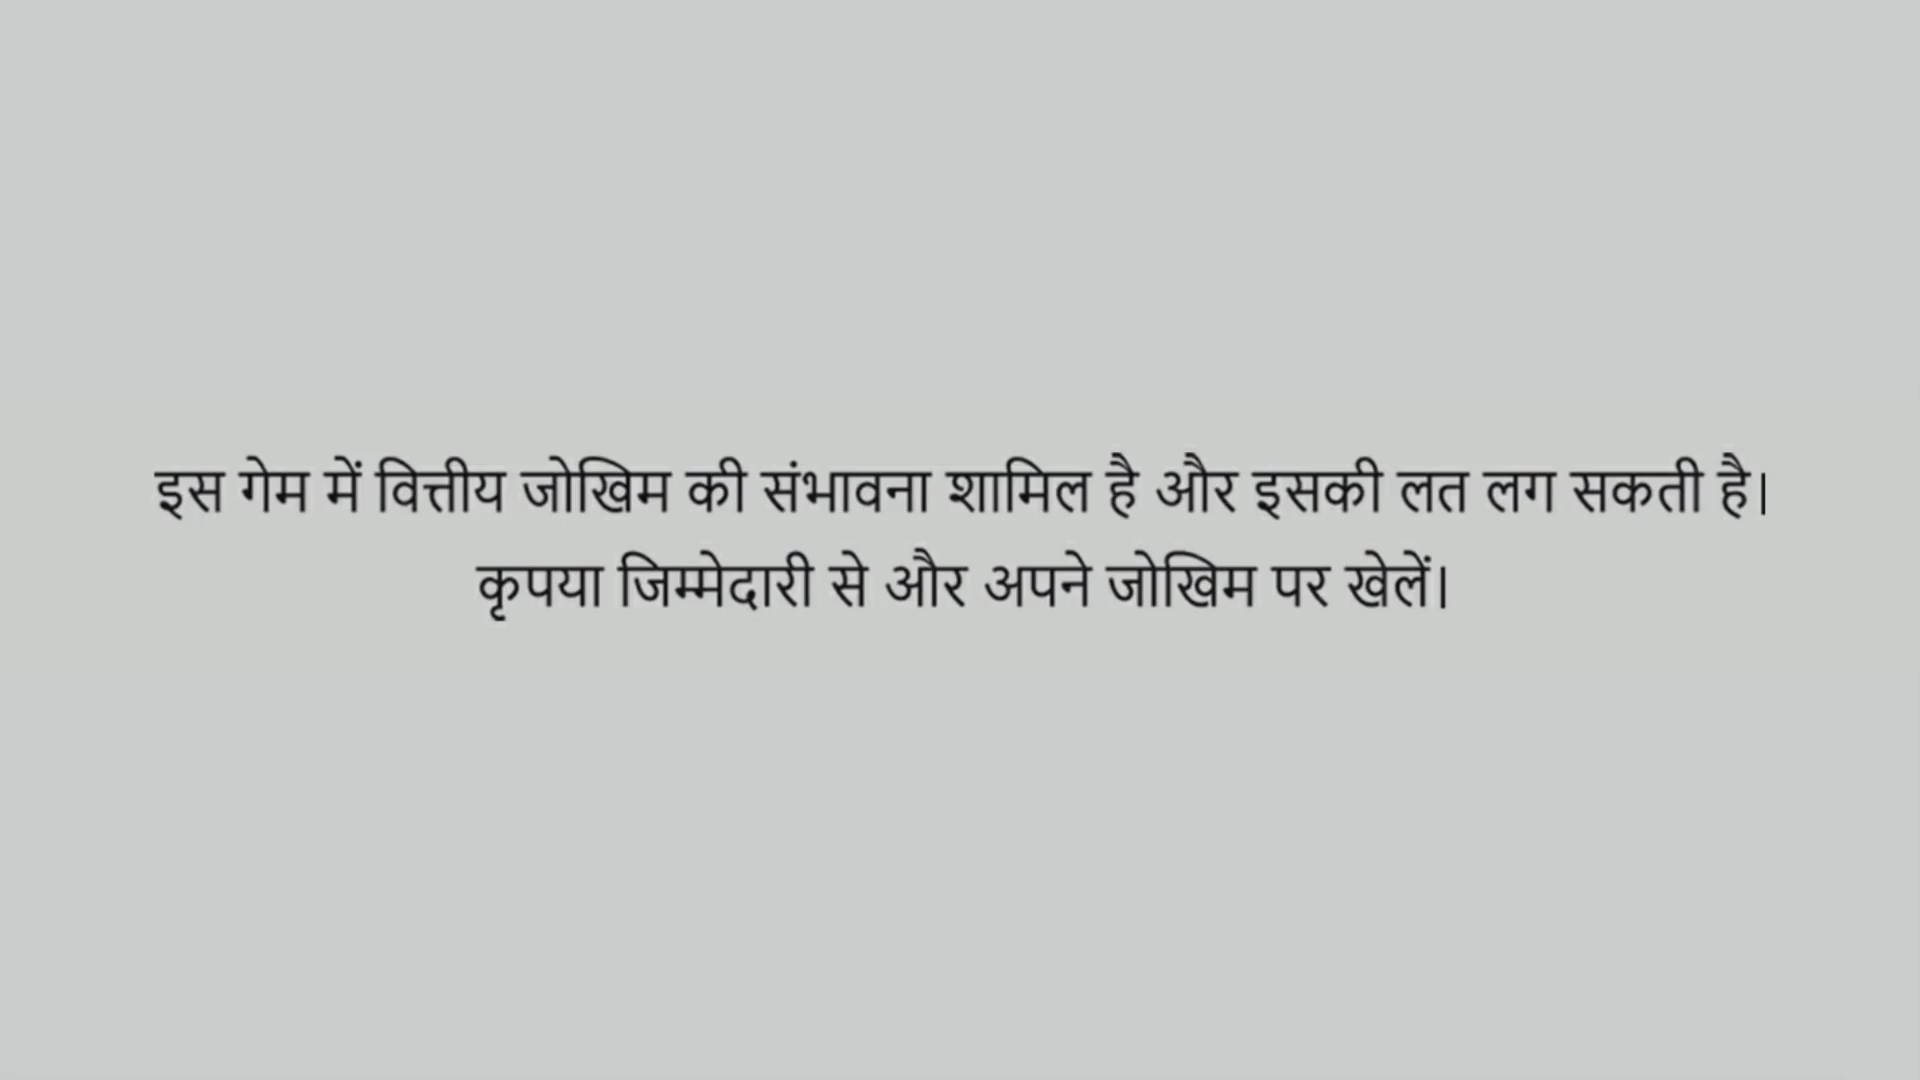 इस गेम में वित्तीय जोखिम की संभावना शामिल है और इसकी लत लग सकती है।
कृपया जिम्मेदारी से और अपने जोखिम पर खेलें।